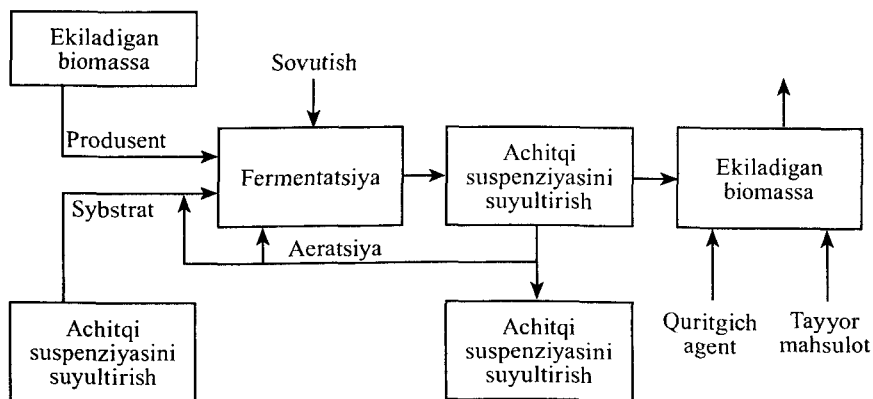 Ekiladigan
biomassa
Sovutish
Produsent
Fermentatsiya
Achitqi
suspenziyasini
suyultirish
Ekiladigan
biomassa
Sybstrat
Aeratsiya
Achitqi
suspenziyasini
suyultirish
Achitqi
suspenziyasini
suyultirish
Quritgich
agent
Tayyor
mahsulot